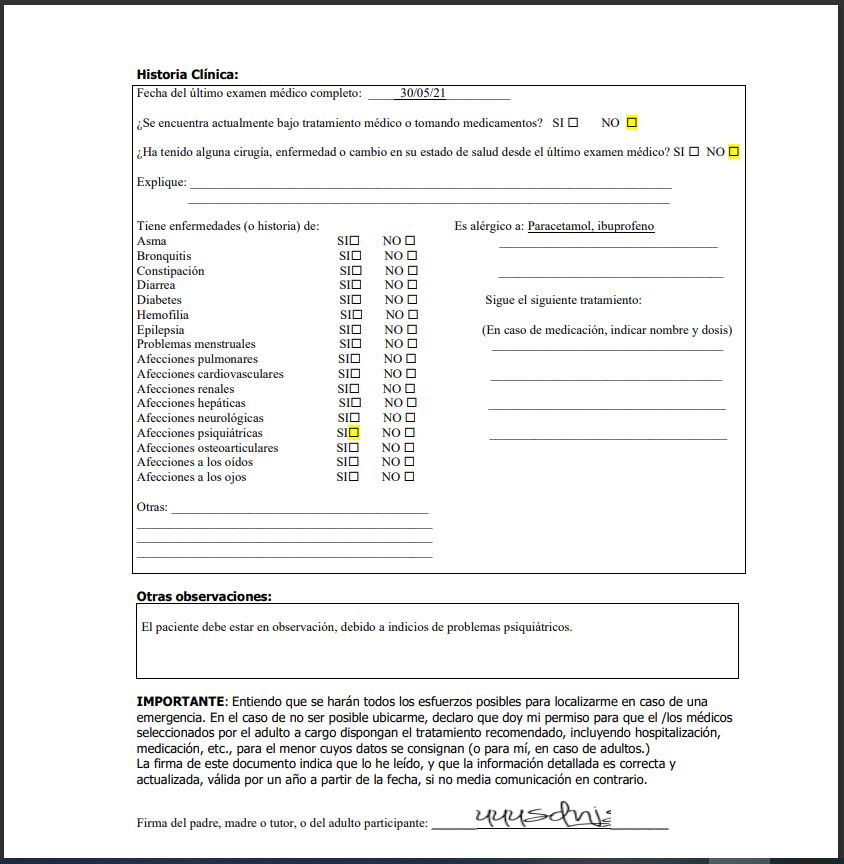 Historia Clínica:
Fecha del último examen médico completo: 30/05/21
¿Se encuentra actualmente bajo tratamiento médico o tomando medicamentos? SI ☐ NO ☐
¿Ha tenido alguna cirugía, enfermedad o cambio en su estado de salud desde el último examen médico? SI ☐ NO ☐
Explique:
Tiene enfermedades (o historia) de:
Es alérgico a: Paracetamol, ibuprofeno
Asma SI☐ NO ☐
Bronquitis SI☐ NO ☐
Constipación SI☐ NO ☐
Diarrea SI☐ NO ☐
Diabetes SI☐ NO ☐
Sigue el siguiente tratamiento:
Hemofilia SI☐ NO ☐
Epilepsia SI☐ NO ☐
(En caso de medicación, indicar nombre y dosis)
Problemas menstruales SI☐ NO ☐
Afecciones pulmonares SI☐ NO ☐
Afecciones cardiovasculares SI☐ NO ☐
Afecciones renales SI☐ NO ☐
Afecciones hepáticas SI☐ NO ☐
Afecciones neurológicas SI☐ NO ☐
Afecciones psiquiátricas SI☐ NO ☐
Afecciones osteoarticulares SI☐ NO ☐
Afecciones a los oídos SI☐ NO ☐
Afecciones a los ojos SI☐ NO ☐
Otras:
Otras observaciones:
El paciente debe estar en observación, debido a indicios de problemas psiquiátricos.
IMPORTANTE: Entiendo que se harán todos los esfuerzos posibles para localizarme en caso de una
emergencia. En el caso de no ser posible ubicarme, declaro que doy mi permiso para que el /los médicos
seleccionados por el adulto a cargo dispongan el tratamiento recomendado, incluyendo hospitalización,
medicación, etc., para el menor cuyos datos se consignan (o para mí, en caso de adultos.)
La firma de este documento indica que lo he leído, y que la información detallada es correcta y
actualizada, válida por un año a partir de la fecha, si no media comunicación en contrario.
Firma del padre, madre o tutor, o del adulto participante: